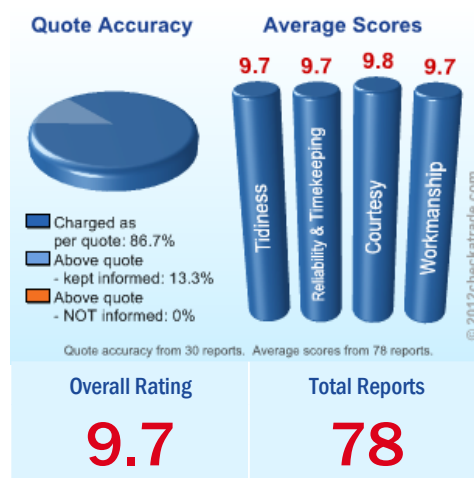 Quote Accuracy
Average Scores
9.7
9.7
9.8
9.7
Tidiness
Reliability & Timekeeping
Courtesy
Workmanship
Charged as
per quote: 86.7%
Above quote
- kept informed: 13.3%
Above quote
- NOT informed: 0%
© 2012checkatrade.com
Quote accuracy from 30 reports. Average scores from 78 reports.
Overall Rating
Total Reports
9.7
78